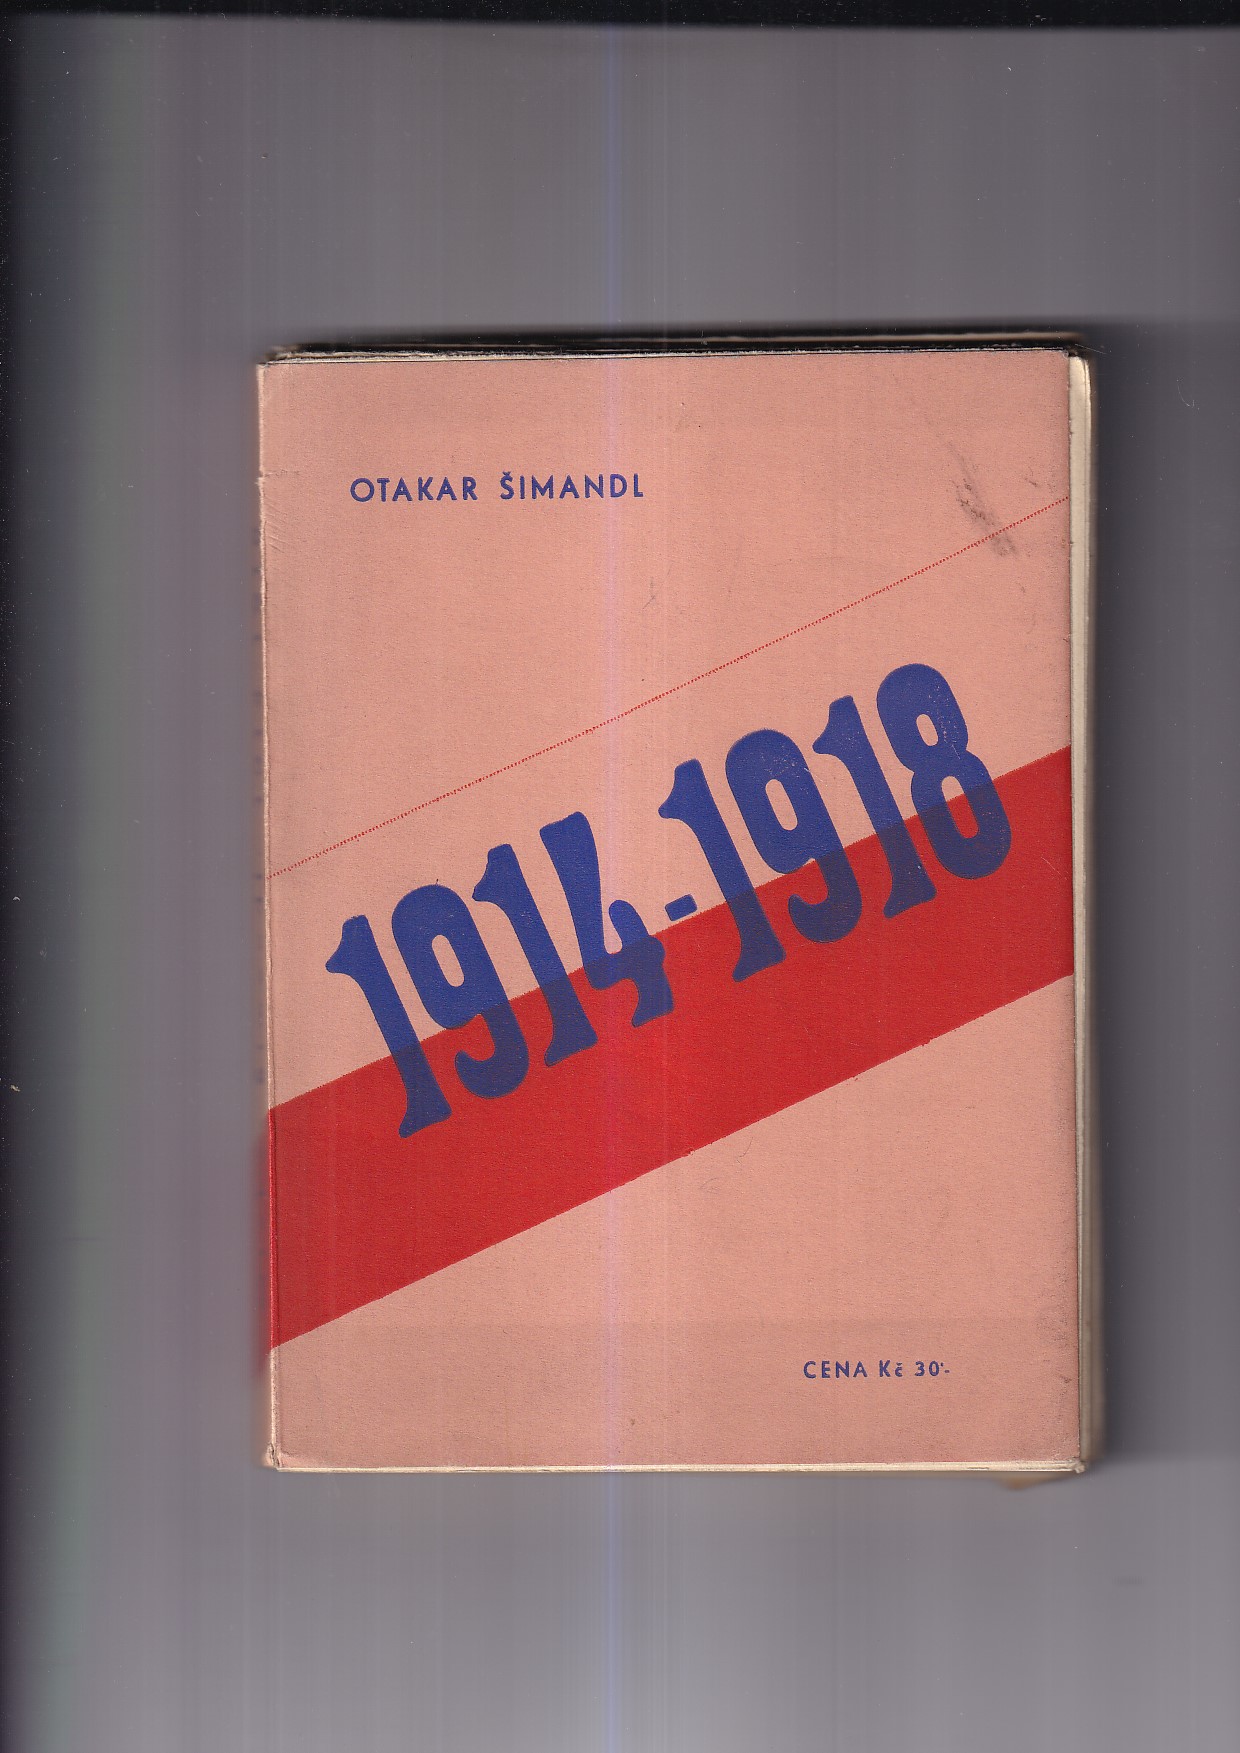 OTAKAR ŠIMANDL
1914-1918
CENA Kč 30·-